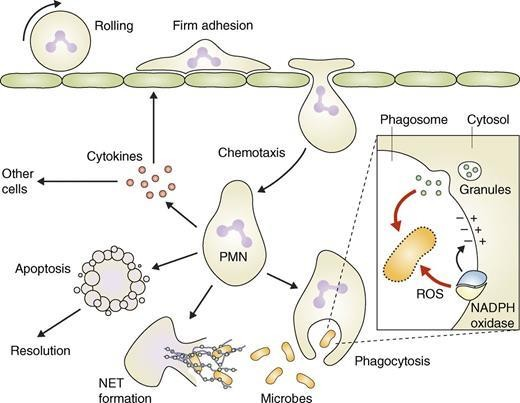 Rolling
Firm adhesion
Phagosome
Cytosol
Cytokines
Chemotaxis
Other
cells
Granules
PMN
Apoptosis
ROS
NADPH
oxidase
Resolution
Phagocytosis
NET
formation
Microbes
− +
− +
− +